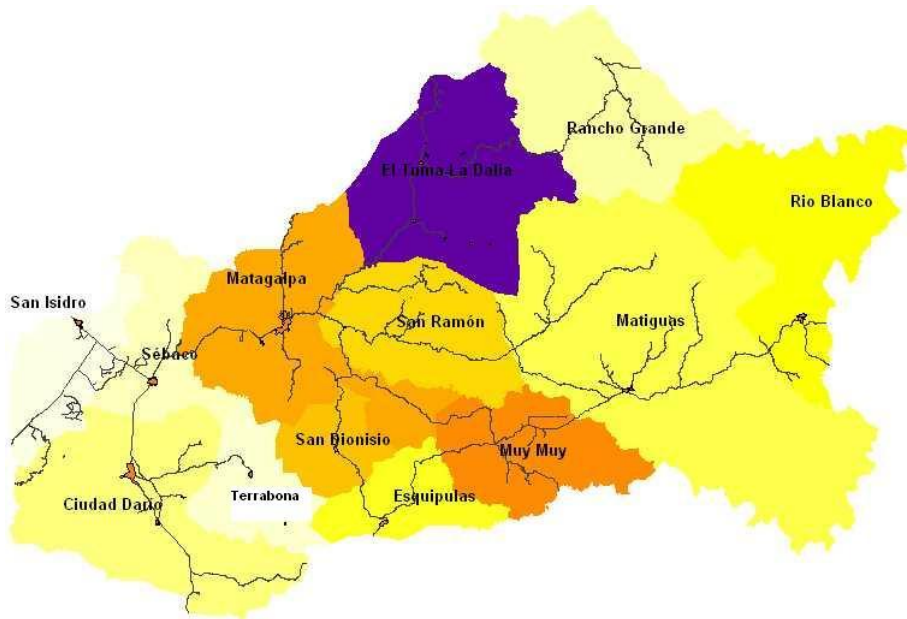 Rancho Grande
El Tuma-La Dalia
Rio Blanco
Matagalpa
San Isidro
San Ramón
Matiguas
Sébaco
San Dionisio
Muy Muy
Esquipulas
Terrabona
Ciudad Darío